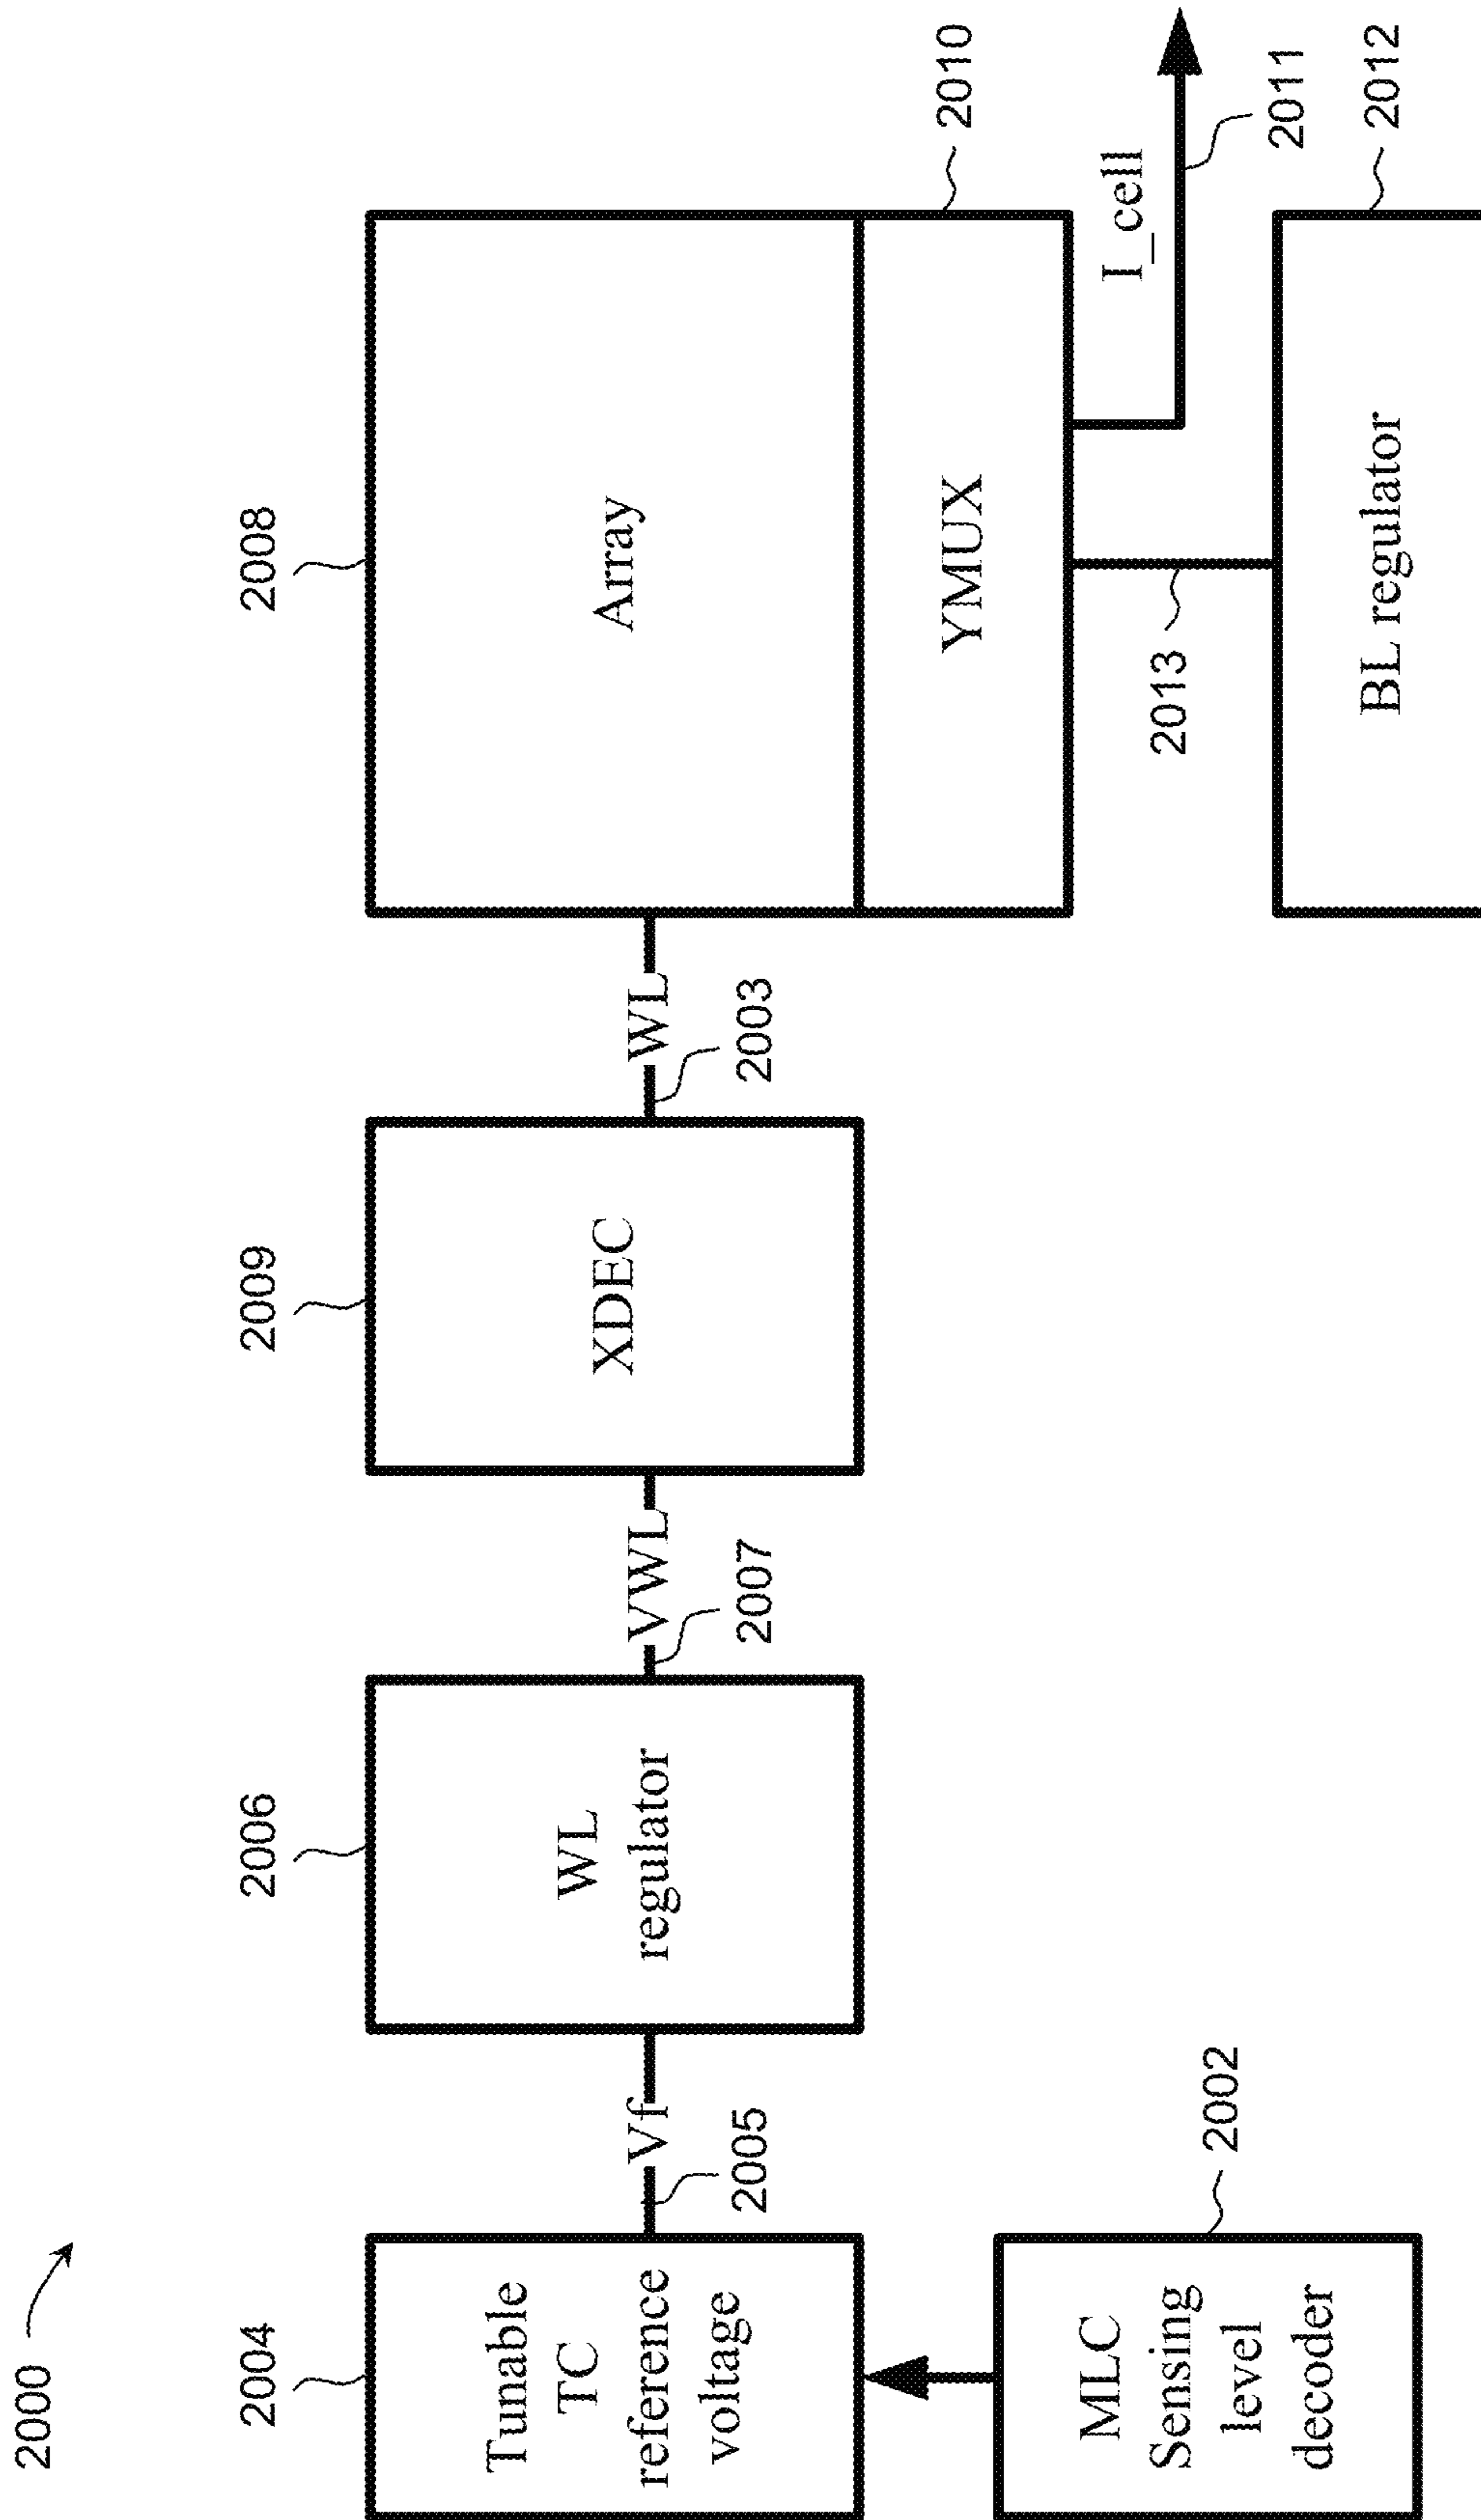 2000
2004
2006
2009
2008
Tunable
TC
reference
voltage
Vf
2005
WL
regulator
VWL
2007
XDEC
WL
2003
Array
YMUX
2010
MLC
Sensing
level
decoder
2002
2013
I_cell
2011
BL regulator
2012